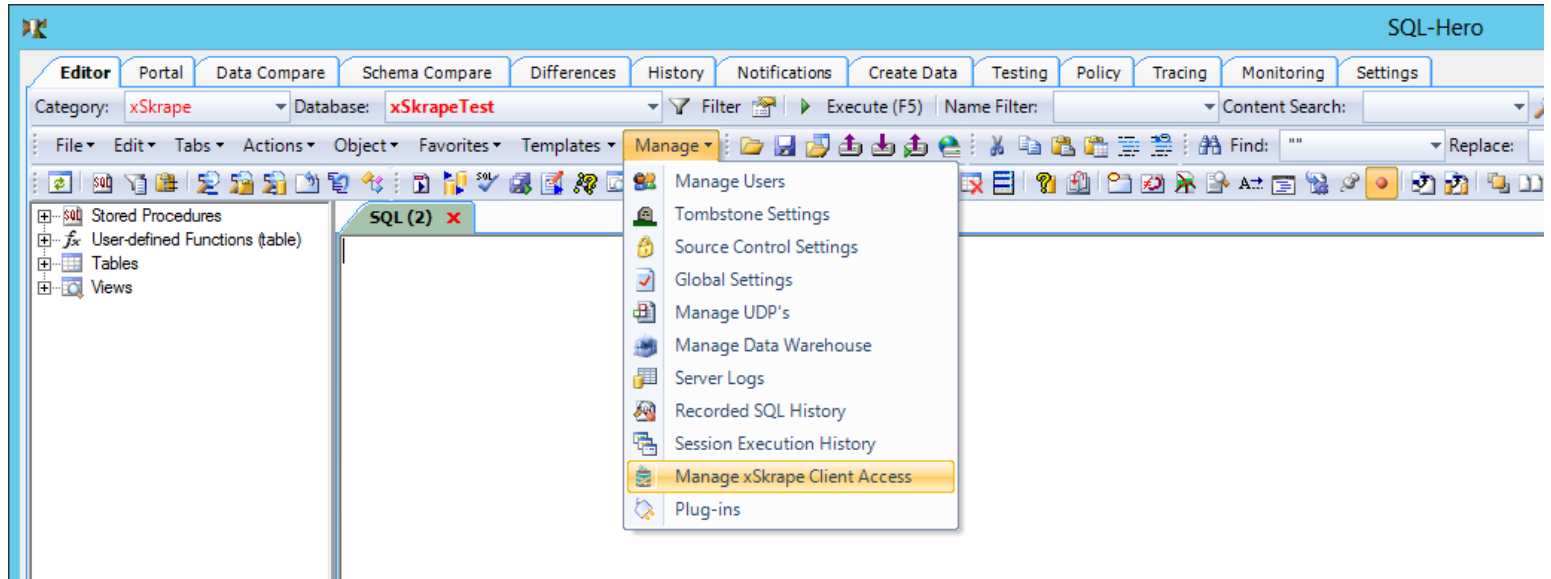 SQL-Hero
Editor Portal Data Compare Schema Compare Differences History Notifications Create Data Testing Policy Tracing Monitoring Settings
Category: xSkrape Database: xSkrapeTest Filter Execute (F5) Name Filter: Content Search:
File Edit Tabs Actions Object Favorites Templates Manage Find: "" Replace:
Stored Procedures
User-defined Functions (table)
Tables
Views
SQL (2)
Manage Users
Tombstone Settings
Source Control Settings
Global Settings
Manage UDP's
Manage Data Warehouse
Server Logs
Recorded SQL History
Session Execution History
Manage xSkrape Client Access
Plug-ins